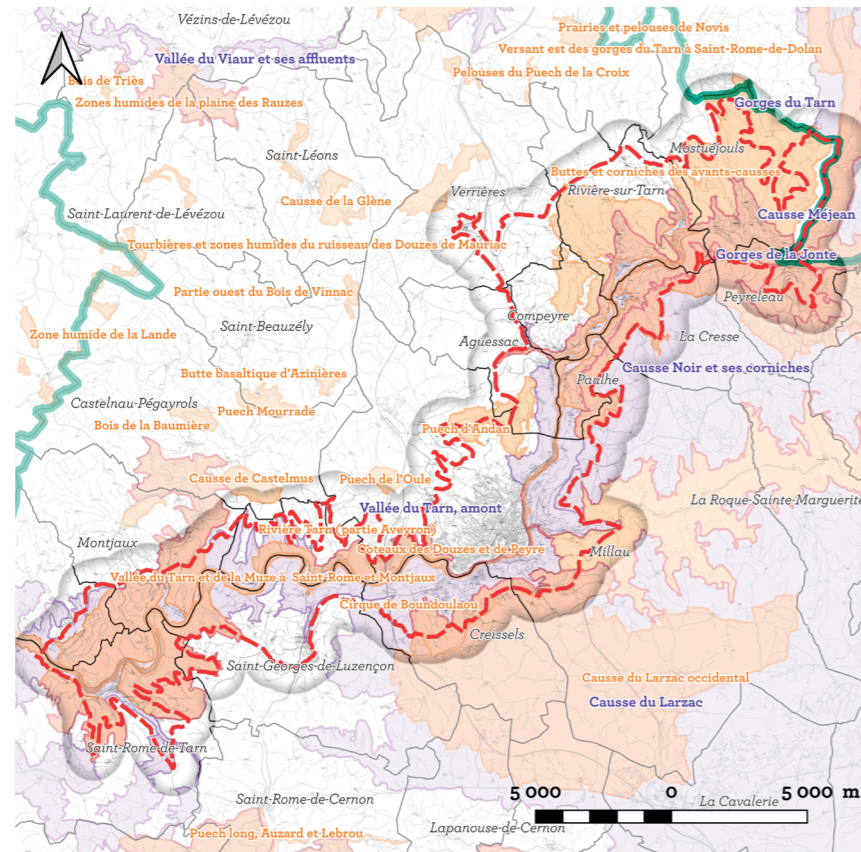 Vézins-de-Lévézou
Prairies et pelouses de Novis
Versant est des gorges du Tarn à Saint-Rome-de-Dolan
Vallée du Viaur et ses affluents
Pelouses du Puech de la Croix
Bois de Triès
Zones humides de la plaine des Rauzes
Gorges du Tarn
Saint-Léons
Mostuéjouls
Buttes et corniches des avants-causses
Verrières
Rivière-sur-Tarn
Causse de la Glène
Saint-Laurent-de-Lévézou
Causse Méjean
Tourbières et zones humides du ruisseau des Douzes de Mauriac
Gorges de la Jonte
Partie ouest du Bois de Vinnac
Peyreleau
Compeyre
Saint-Beauzély
Zone humide de la Lande
La Cresse
Aguessac
Causse Noir et ses corniches
Butte basaltique d'Azinières
Paulhe
Castelnau-Pégayrols
Puech Mourrade
Bois de la Baumière
Puech d'Andan
Causse de Castelmus
Puech de l'Oule
La Roque-Sainte-Marguerite
Vallée du Tarn, amont
Rivière Tarn (partie Aveyron)
Montjaux
Coteaux des Douzes et de Peyre
Millau
Vallée du Tarn et de la Muze à Saint-Rome et Montjaux
Cirque de Boundoulaou
Creissels
Saint-Georges-de-Luzençon
Causse du Larzac occidental
Causse du Larzac
Saint-Rome-de-Tarn
5 000 0 5 000 m
Saint-Rome-de-Cernon
La Cavalerie
Lapanouse-de-Cernon
Puech long, Auzard et Lebrou